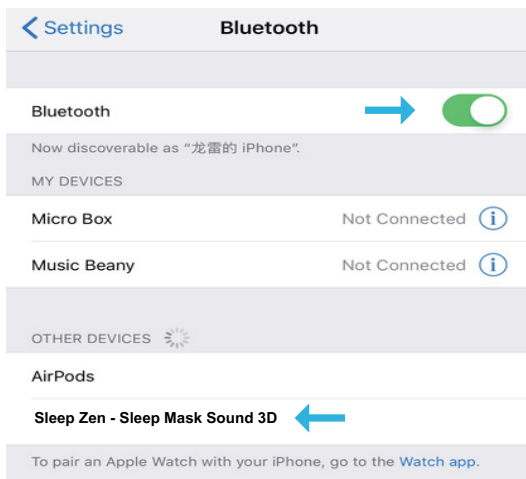 Settings Bluetooth
Bluetooth
Now discoverable as “龙雷的 iPhone”.
MY DEVICES
Micro Box Not Connected i
Music Beany Not Connected i
OTHER DEVICES
AirPods
Sleep Zen - Sleep Mask Sound 3D
To pair an Apple Watch with your iPhone, go to the Watch app.